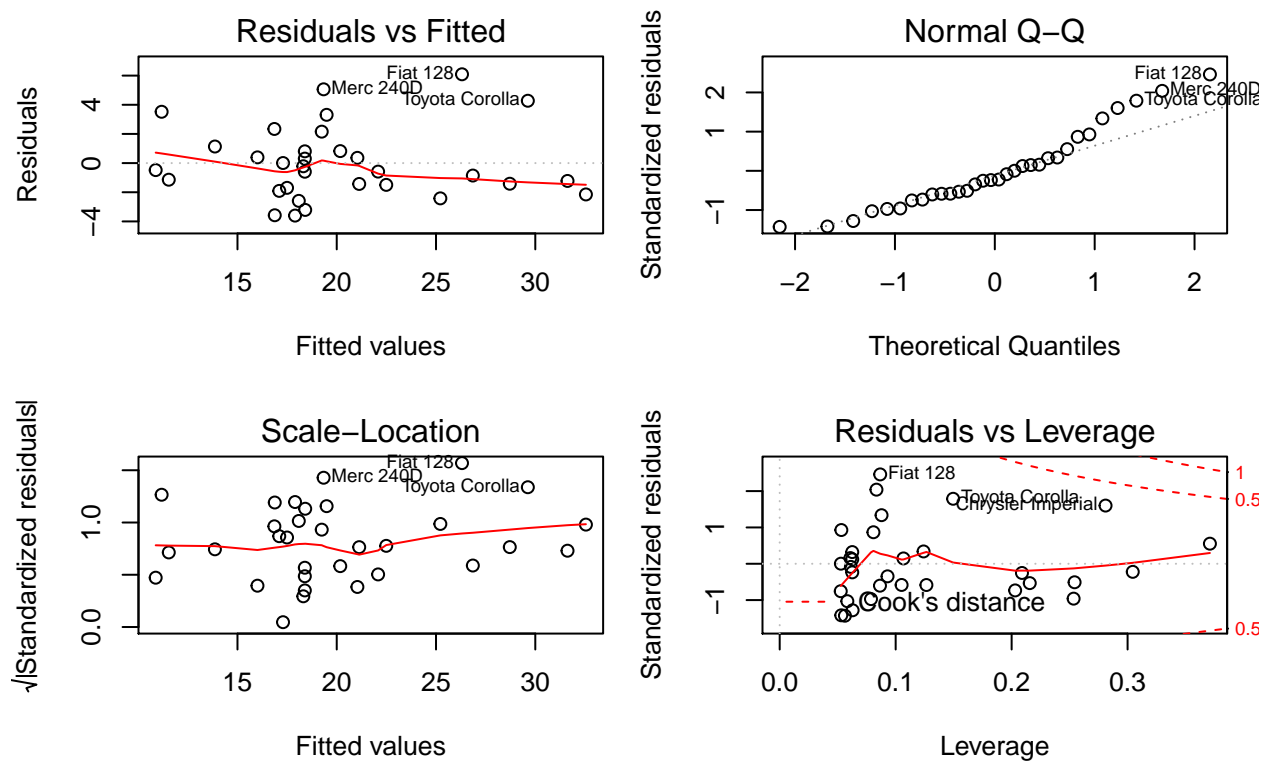 Residuals vs Fitted
Residuals
4
0
−4
Fiat 128
Merc 240D
Toyota Corolla
15 20 25 30
Fitted values
Normal Q−Q
Standardized residuals
2
1
−1
Fiat 128
Merc 240D
Toyota Corolla
−2 −1 0 1 2
Theoretical Quantiles
Scale−Location
√|Standardized residuals|
1.0
0.0
Fiat 128
Merc 240D
Toyota Corolla
15 20 25 30
Fitted values
Residuals vs Leverage
Standardized residuals
1
−1
Fiat 128
Toyota Corolla
Chrysler Imperial
Cook's distance
1
0.5
0.5
0.0 0.1 0.2 0.3
Leverage